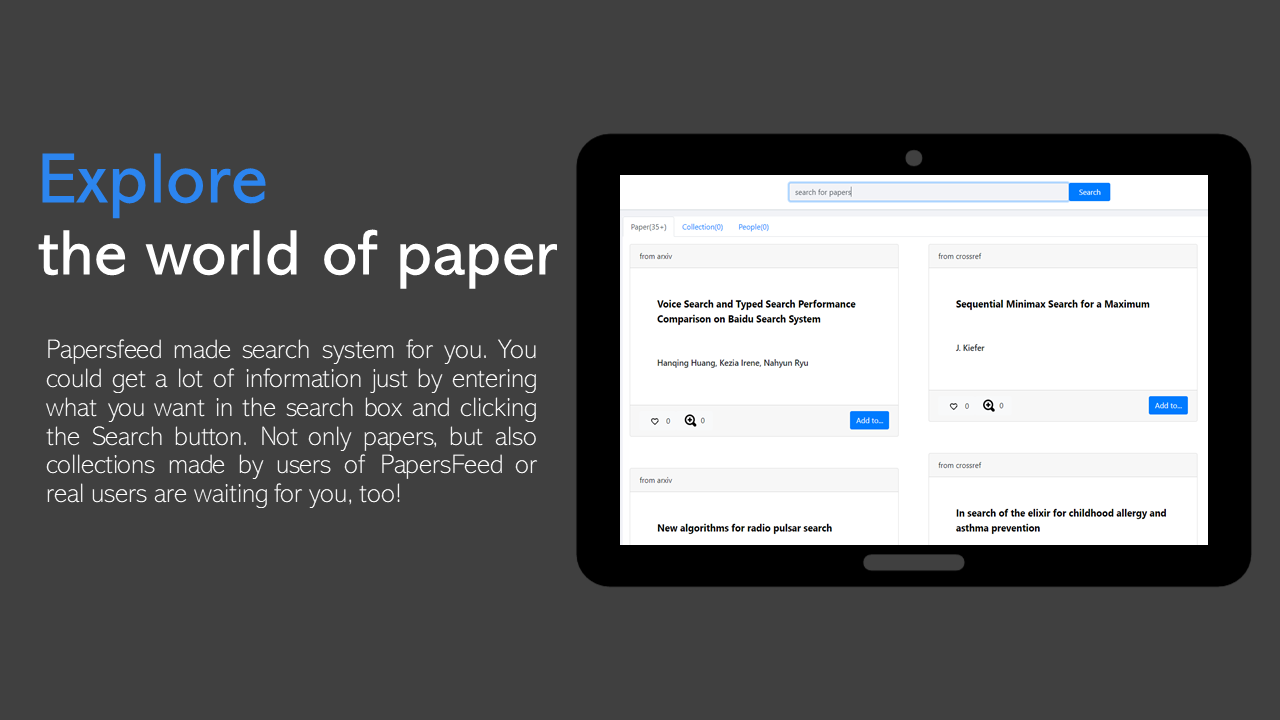 Explore
the world of paper
Papersfeed made search system for you. You
could get a lot of information just by entering
what you want in the search box and clicking
the Search button. Not only papers, but also
collections made by users of PapersFeed or
real users are waiting for you, too!
search for papers
Search
Paper(35+)
Collection(0)
People(0)
from arxiv
Voice Search and Typed Search Performance
Comparison on Baidu Search System
Hanqing Huang, Kezia Irene, Nahyun Ryu
0
0
Add to...
from crossref
Sequential Minimax Search for a Maximum
J. Kiefer
0
0
Add to...
from arxiv
New algorithms for radio pulsar search
from crossref
In search of the elixir for childhood allergy and
asthma prevention